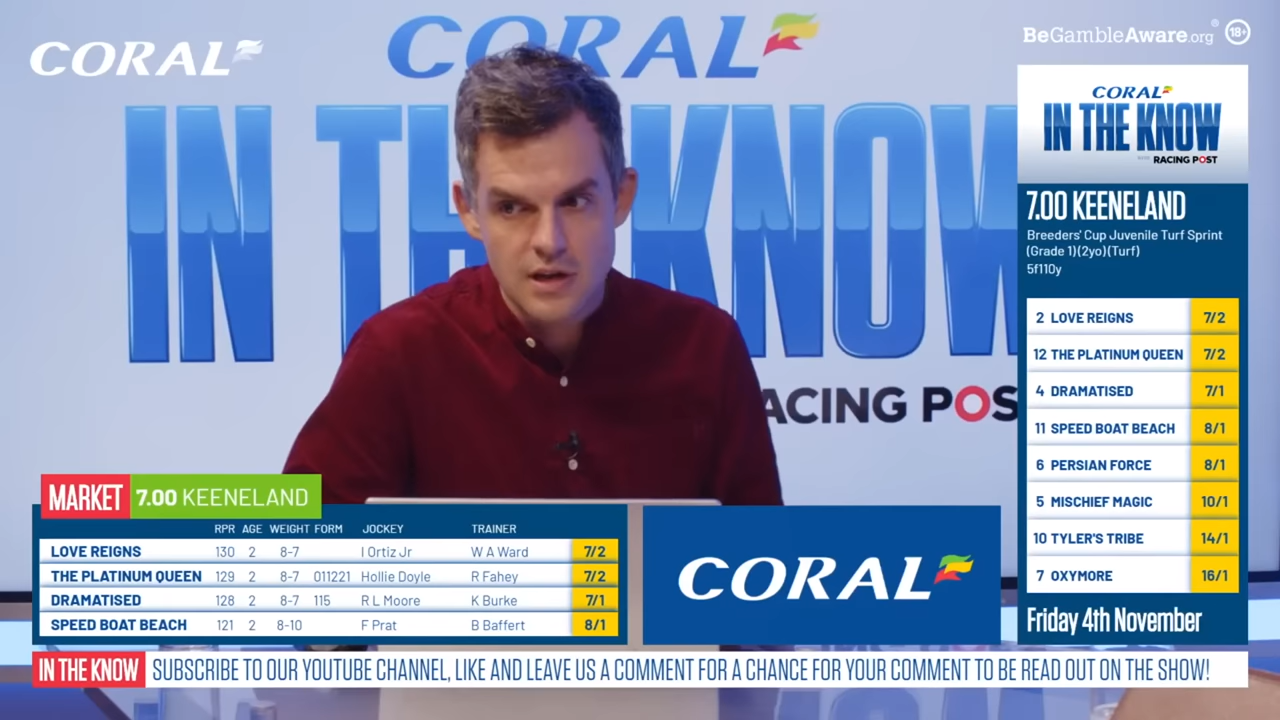 CORAL
CORAL
IN THE KNOW
ACING POS
BeGambleAware.org® 18+
CORAL
IN THE KNOW
WITH RACING POST
7.00 KEENELAND
Breeders' Cup Juvenile Turf Sprint
(Grade 1)(2yo)(Turf)
5f110y
2 LOVE REIGNS 7/2
12 THE PLATINUM QUEEN 7/2
4 DRAMATISED 7/1
11 SPEED BOAT BEACH 8/1
6 PERSIAN FORCE 8/1
5 MISCHIEF MAGIC 10/1
10 TYLER'S TRIBE 14/1
7 OXYMORE 16/1
Friday 4th November
MARKET 7.00 KEENELAND
RPR AGE WEIGHT FORM JOCKEY TRAINER
LOVE REIGNS 130 2 8-7 I Ortiz Jr W A Ward 7/2
THE PLATINUM QUEEN 129 2 8-7 011221 Hollie Doyle R Fahey 7/2
DRAMATISED 128 2 8-7 115 R L Moore K Burke 7/1
SPEED BOAT BEACH 121 2 8-10 F Prat B Baffert 8/1
CORAL
IN THE KNOW SUBSCRIBE TO OUR YOUTUBE CHANNEL, LIKE AND LEAVE US A COMMENT FOR A CHANCE FOR YOUR COMMENT TO BE READ OUT ON THE SHOW!